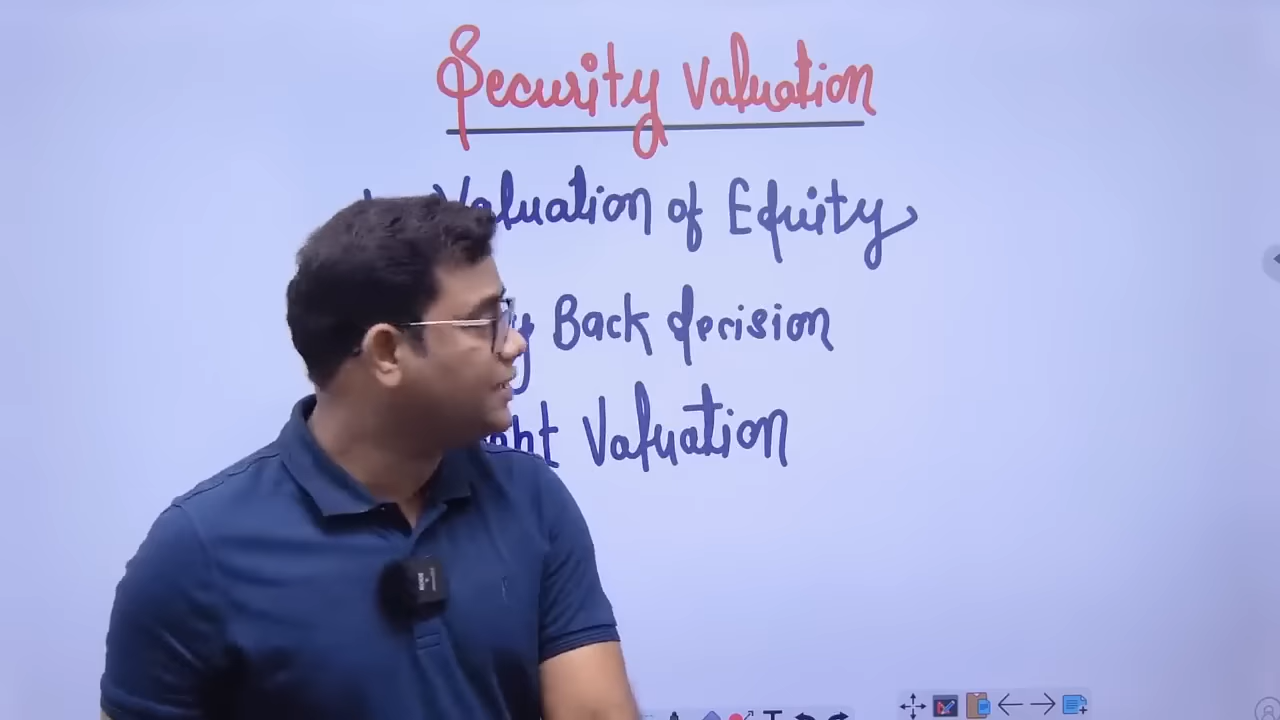 Security Valuation
Valuation of Equity
Back decision
Valuation